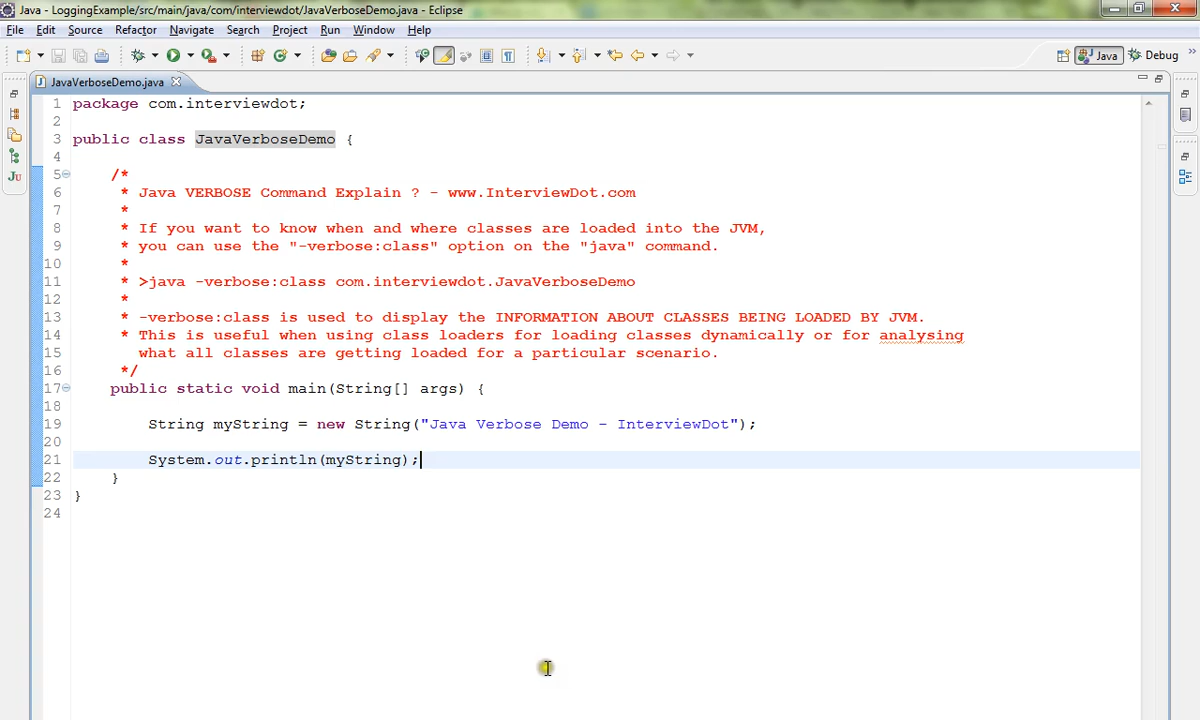 Java - LoggingExample/src/main/java/com/interviewdot/JavaVerboseDemo.java - Eclipse
File Edit Source Refactor Navigate Search Project Run Window Help
Java Debug
JavaVerboseDemo.java
1 package com.interviewdot;
2
3 public class JavaVerboseDemo {
4
5 /*
6 * Java VERBOSE Command Explain ? - www.InterviewDot.com
7 *
8 * If you want to know when and where classes are loaded into the JVM,
9 * you can use the "-verbose:class" option on the "java" command.
10 *
11 * >java -verbose:class com.interviewdot.JavaVerboseDemo
12 *
13 * -verbose:class is used to display the INFORMATION ABOUT CLASSES BEING LOADED BY JVM.
14 * This is useful when using class loaders for loading classes dynamically or for analysing
15 what all classes are getting loaded for a particular scenario.
16 */
17 public static void main(String[] args) {
18
19 String myString = new String("Java Verbose Demo - InterviewDot");
20
21 System.out.println(myString);
22 }
23 }
24